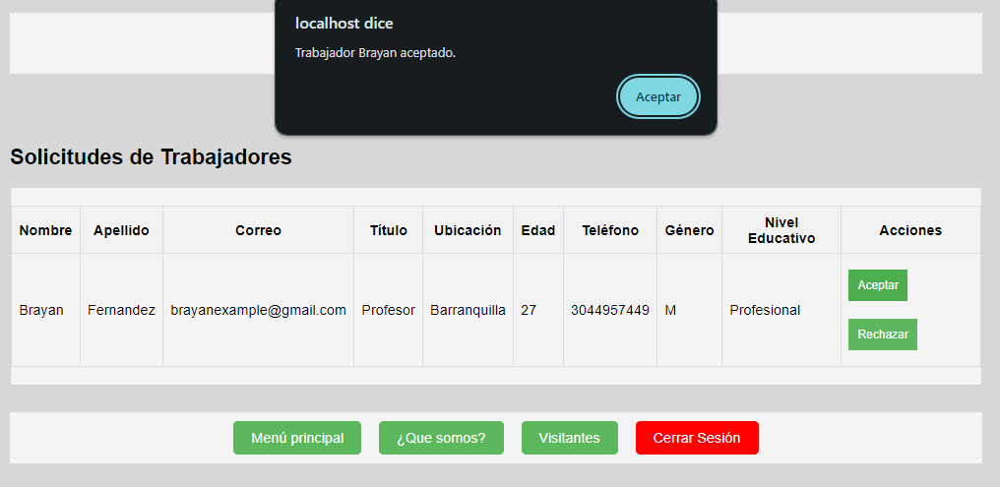 localhost dice
Trabajador Brayan aceptado.
Aceptar
Solicitudes de Trabajadores
Nombre Apellido Correo Título Ubicación Edad Teléfono Género Nivel Educativo Acciones
Brayan Fernandez brayanexample@gmail.com Profesor Barranquilla 27 3044957449 M Profesional
Aceptar
Rechazar
Menú principal ¿Que somos? Visitantes Cerrar Sesión